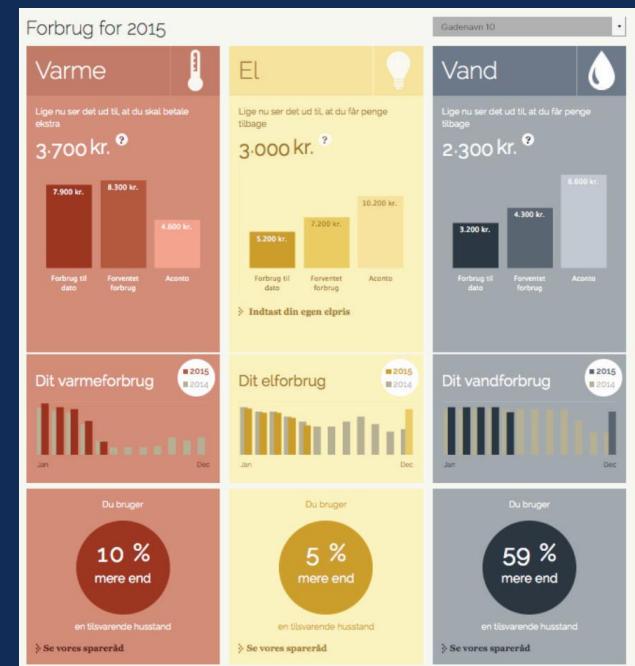 Forbrug for 2015
Gadenavn 10
Varme
Lige nu ser det ud til, at du skal betale
ekstra
3.700 kr. ?
7.900 kr.
8.300 kr.
4.600 kr.
Forbrug til
dato
Forventet
forbrug
Aconto
El
Lige nu ser det ud til, at du får penge
tilbage
3.000 kr. ?
5.200 kr.
7.200 kr.
10.200 kr.
Forbrug til
dato
Forventet
forbrug
Aconto
Indtast din egen elpris
Vand
Lige nu ser det ud til, at du får penge
tilbage
2.300 kr. ?
3.200 kr.
4.300 kr.
6.600 kr.
Forbrug til
dato
Forventet
forbrug
Aconto
Dit varmeforbrug
2015
2014
Jan
Dec
Dit elforbrug
2015
2014
Jan
Dec
Dit vandforbrug
2015
2014
Jan
Dec
Du bruger
10 %
mere end
en tilsvarende husstand
Se vores spareråd
Du bruger
5 %
mere end
en tilsvarende husstand
Se vores spareråd
Du bruger
59 %
mere end
en tilsvarende husstand
Se vores spareråd